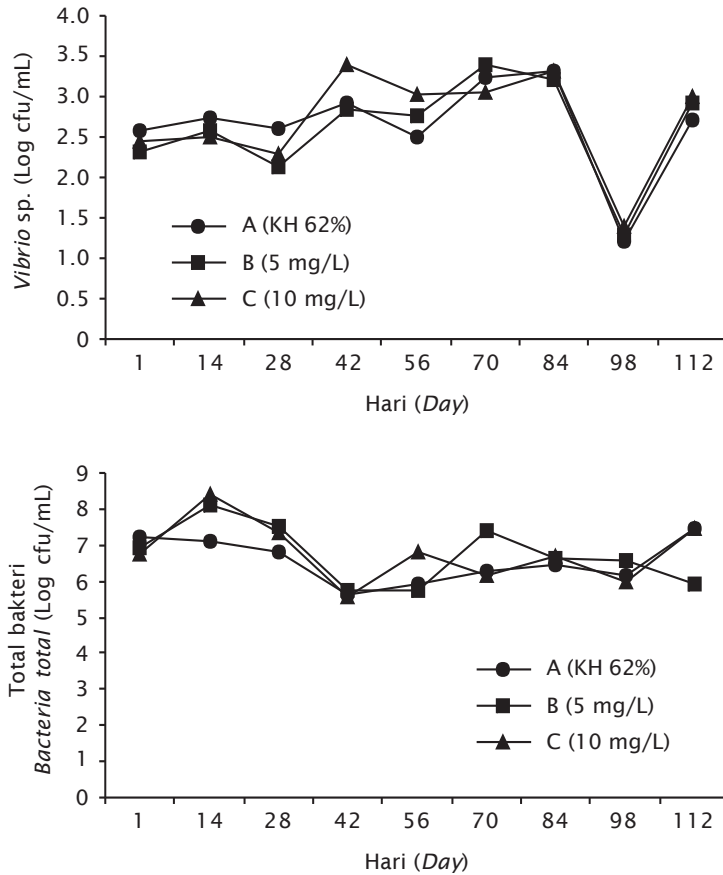 4.0
3.5
3.0
2.5
2.0
1.5
1.0
0.5
0
Vibrio sp. (Log cfu/mL)
A (KH 62%)
B (5 mg/L)
C (10 mg/L)
1 14 28 42 56 70 84 98 112
Hari (Day)
9
8
7
6
5
4
3
2
1
0
Total bakteri
Bacteria total (Log cfu/mL)
A (KH 62%)
B (5 mg/L)
C (10 mg/L)
1 14 28 42 56 70 84 98 112
Hari (Day)